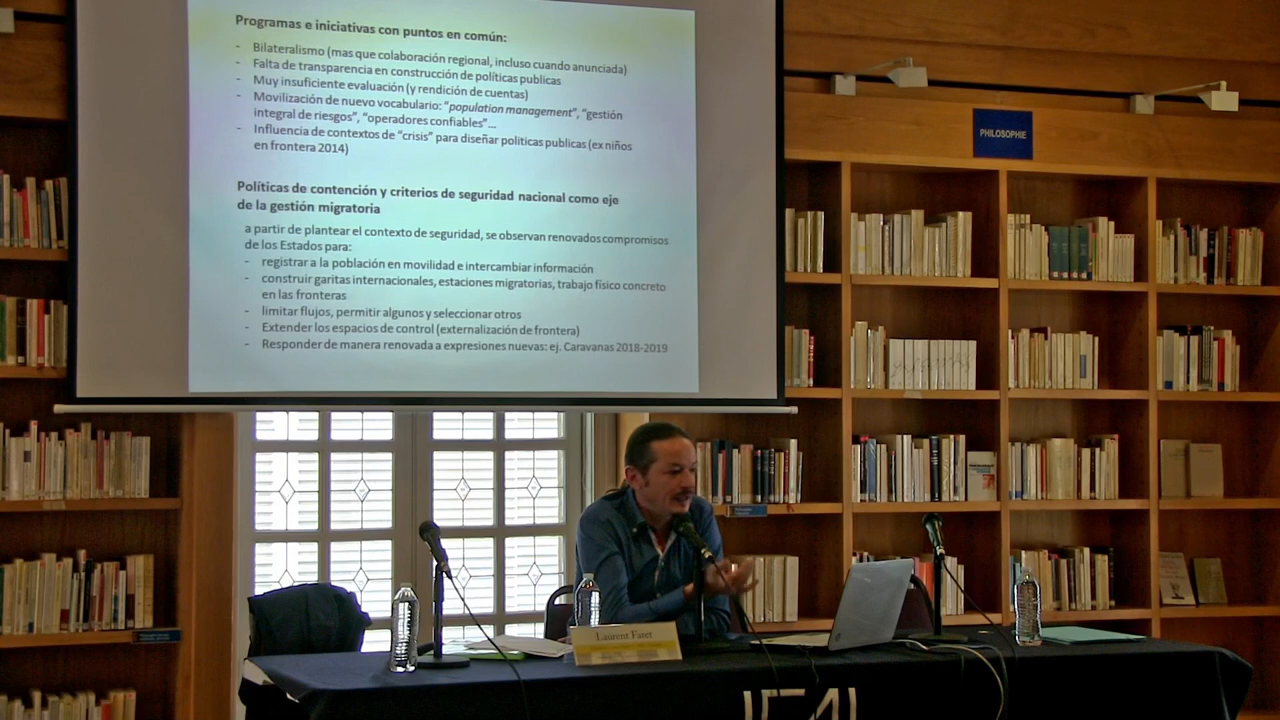 Programas e iniciativas con puntos en común:
- Bilateralismo (mas que colaboración regional, incluso cuando anunciada)
- Falta de transparencia en construcción de políticas publicas
- Muy insuficiente evaluación (y rendición de cuentas)
- Movilización de nuevo vocabulario: "population management", "gestión
integral de riesgos", "operadores confiables"...
- Influencia de contextos de "crisis" para diseñar politicas publicas (ex niños
en frontera 2014)
Políticas de contención y criterios de seguridad nacional como eje
de la gestión migratoria
a partir de plantear el contexto de seguridad, se observan renovados compromisos
de los Estados para:
- registrar a la población en movilidad e intercambiar información
- construir garitas internacionales, estaciones migratorias, trabajo físico concreto
en las fronteras
- limitar flujos, permitir algunos y seleccionar otros
- Extender los espacios de control (externalización de frontera)
- Responder de manera renovada a expresiones nuevas: ej. Caravanas 2018-2019
PHILOSOPHIE
Laurent Faret